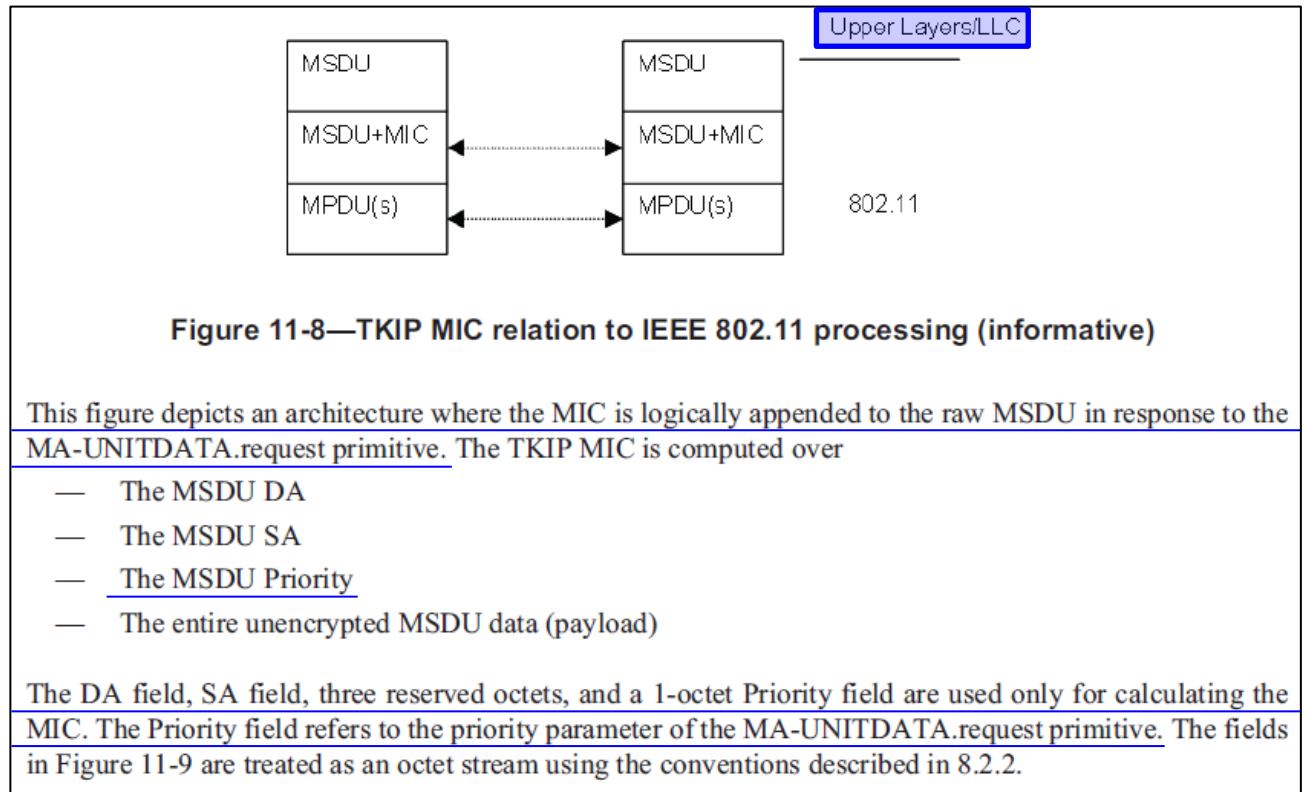 Upper Layers/LLC
MSDU MSDU
MSDU+MIC MSDU+MIC
MPDU(s) MPDU(s) 802.11
Figure 11-8—TKIP MIC relation to IEEE 802.11 processing (informative)
This figure depicts an architecture where the MIC is logically appended to the raw MSDU in response to the
MA-UNITDATA.request primitive. The TKIP MIC is computed over
— The MSDU DA
— The MSDU SA
— The MSDU Priority
— The entire unencrypted MSDU data (payload)
The DA field, SA field, three reserved octets, and a 1-octet Priority field are used only for calculating the
MIC. The Priority field refers to the priority parameter of the MA-UNITDATA.request primitive. The fields
in Figure 11-9 are treated as an octet stream using the conventions described in 8.2.2.